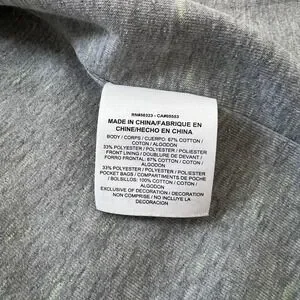 RN#56323 - CA#05553
MADE IN CHINA/FABRIQUE EN
CHINE/HECHO EN CHINA
BODY / CORPS / CUERPO: 67% COTTON /
COTON / ALGODON
33% POLYESTER / POLYESTER / POLIESTER
FRONT LINING / DOUBLURE DE DEVANT /
FORRO FRONTAL: 67% COTTON / COTON /
ALGODON
33% POLYESTER / POLYESTER / POLIESTER
POCKET BAGS / COMPARTIMENTS DE POCHE
/ BOLSILLOS: 100% COTTON / COTON /
ALGODON
EXCLUSIVE OF DECORATION / DECORATION
NON COMPRISE / NO INCLUYE LA
DECORACION